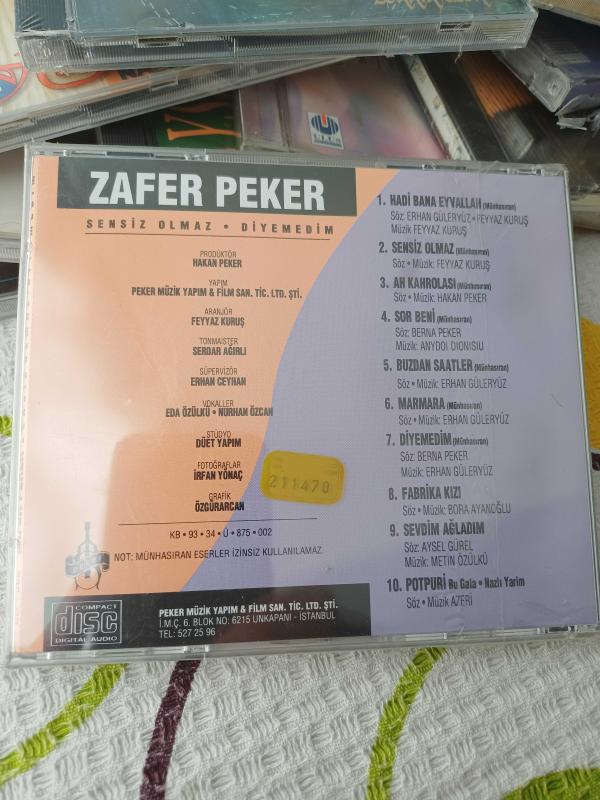 ZAFER PEKER
SENSİZ OLMAZ • DİYEMEDİM
PRODÜKTÖR
HAKAN PEKER
YAPIM
PEKER MÜZİK YAPIM & FİLM SAN. TİC. LTD. ŞTİ.
ARANJÖR
FEYYAZ KURUŞ
TONMAISTER
SERDAR AĞIRLI
SÜPERVİZÖR
ERHAN CEYHAN
VOKALLER
EDA ÖZÜLKÜ • NURHAN ÖZCAN
STÜDYO
DÜET YAPIM
FOTOĞRAFLAR
İRFAN YÖNAÇ
GRAFİK
ÖZGÜRARCAN
KB • 93 • 34 • Ü • 875 • 002
NOT: MÜNHASIRAN ESERLER İZİNSİZ KULLANILAMAZ.
COMPACT
disc
DIGITAL AUDIO
PEKER MÜZİK YAPIM & FİLM SAN. TİC. LTD. ŞTİ.
İ.M.Ç. 6. BLOK NO: 6215 UNKAPANI - İSTANBUL
TEL: 527 25 96
211470
1. HADİ BANA EYVALLAH (Münhasıran)
Söz: ERHAN GÜLERYÜZ • FEYYAZ KURUŞ
Müzik FEYYAZ KURUŞ
2. SENSİZ OLMAZ (Münhasıran)
Söz • Müzik: FEYYAZ KURUŞ
3. AH KAHROLASI (Münhasıran)
Söz • Müzik: HAKAN PEKER
4. SOR BENİ (Münhasıran)
Söz: BERNA PEKER
Müzik: ANYDOI DIONISIU
5. BUZDAN SAATLER (Münhasıran)
Söz • Müzik: ERHAN GÜLERYÜZ
6. MARMARA (Münhasıran)
Söz • Müzik: ERHAN GÜLERYÜZ
7. DİYEMEDİM (Münhasıran)
Söz: BERNA PEKER
Müzik: ERHAN GÜLERYÜZ
8. FABRİKA KIZI
Söz • Müzik: BORA AYANOĞLU
9. SEVDİM AĞLADIM
Söz: AYSEL GÜREL
Müzik: METİN ÖZÜLKÜ
10. POTPURİ Bu Gala • Nazlı Yarim
Söz • Müzik AZERİ